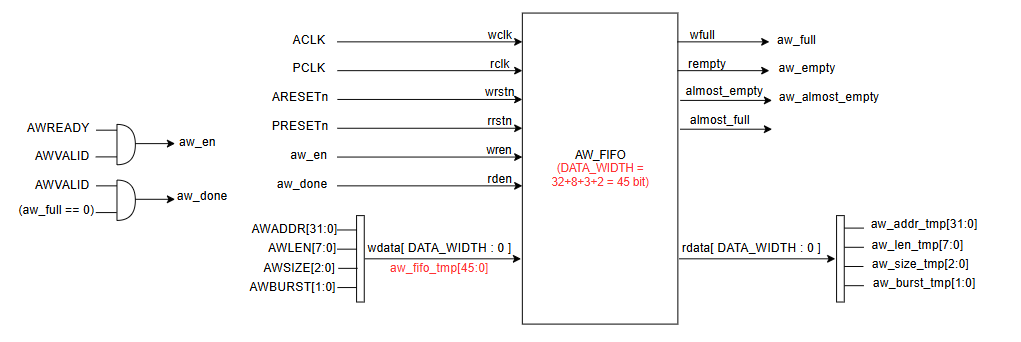 ACLK
wclk
wfull
aw_full
PCLK
rclk
rempty
aw_empty
ARESETn
wrstn
almost_empty
aw_almost_empty
PRESETn
rrstn
almost_full
AWREADY
AWVALID
aw_en
aw_en
wren
AW_FIFO
(DATA_WIDTH =
32+8+3+2 = 45 bit)
AWVALID
(aw_full == 0)
aw_done
aw_done
rden
AWADDR[31:0]
AWLEN[7:0]
AWSIZE[2:0]
AWBURST[1:0]
wdata[ DATA_WIDTH : 0 ]
aw_fifo_tmp[45:0]
rdata[ DATA_WIDTH : 0 ]
aw_addr_tmp[31:0]
aw_len_tmp[7:0]
aw_size_tmp[2:0]
aw_burst_tmp[1:0]